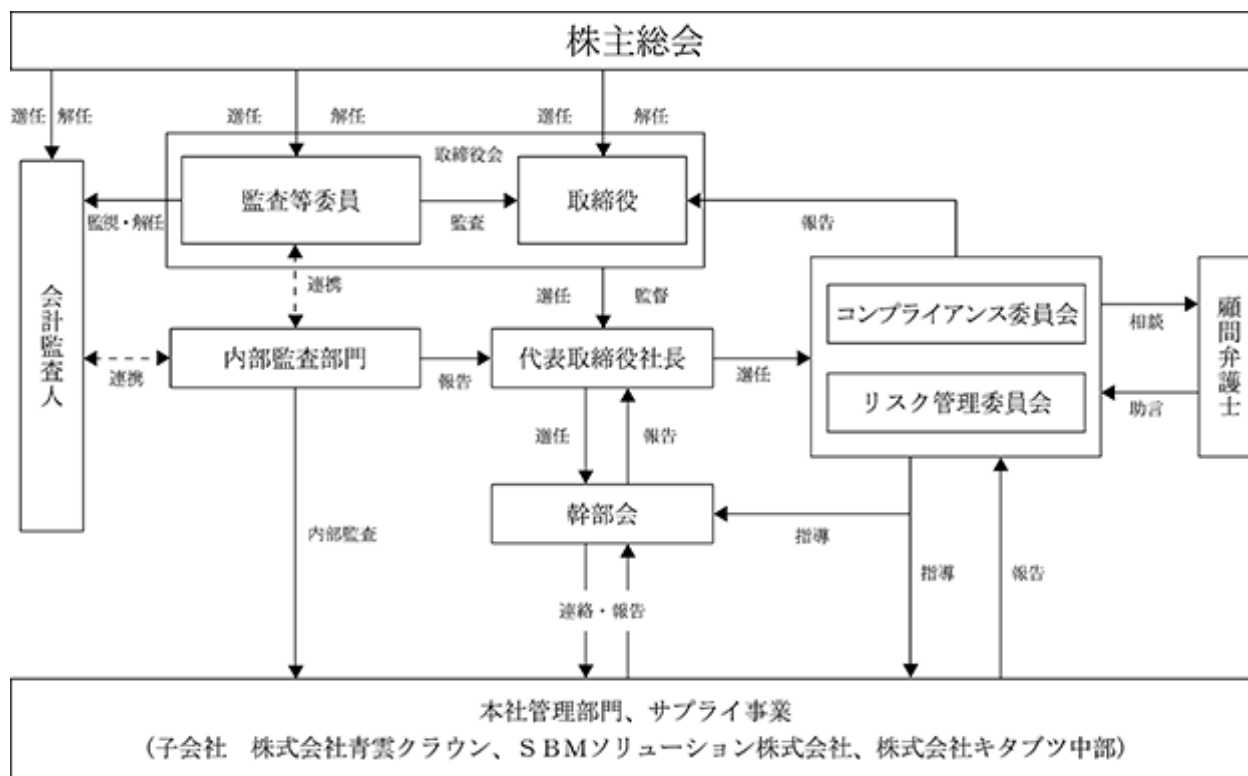 株主総会
選任 解任
選任 解任
選任 解任
取締役会
監査等委員
取締役
監視・解任
監査
報告
連携
選任 監督
会計監査人
コンプライアンス委員会
相談
顧問弁護士
内部監査部門
代表取締役社長
連携
報告
選任
リスク管理委員会
助言
選任
報告
幹部会
内部監査
指導
指導
報告
連絡・報告
本社管理部門、サプライ事業
（子会社　株式会社青雲クラウン、ＳＢＭソリューション株式会社、株式会社キタブツ中部）